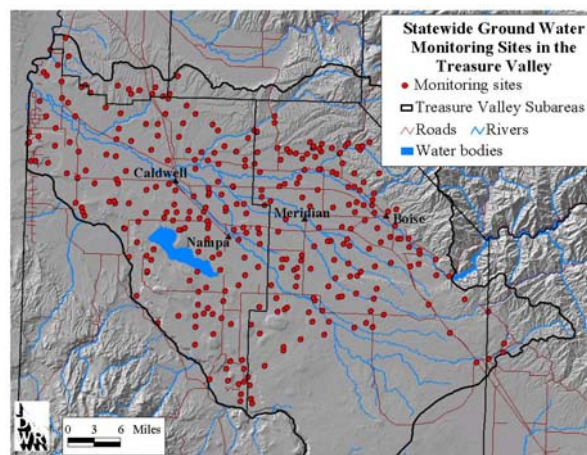 Statewide Ground Water
Monitoring Sites in the
Treasure Valley
Monitoring sites
Treasure Valley Subareas
Roads Rivers
Water bodies
Caldwell
Meridian
Boise
Nampa
IDWR
0 3 6 Miles